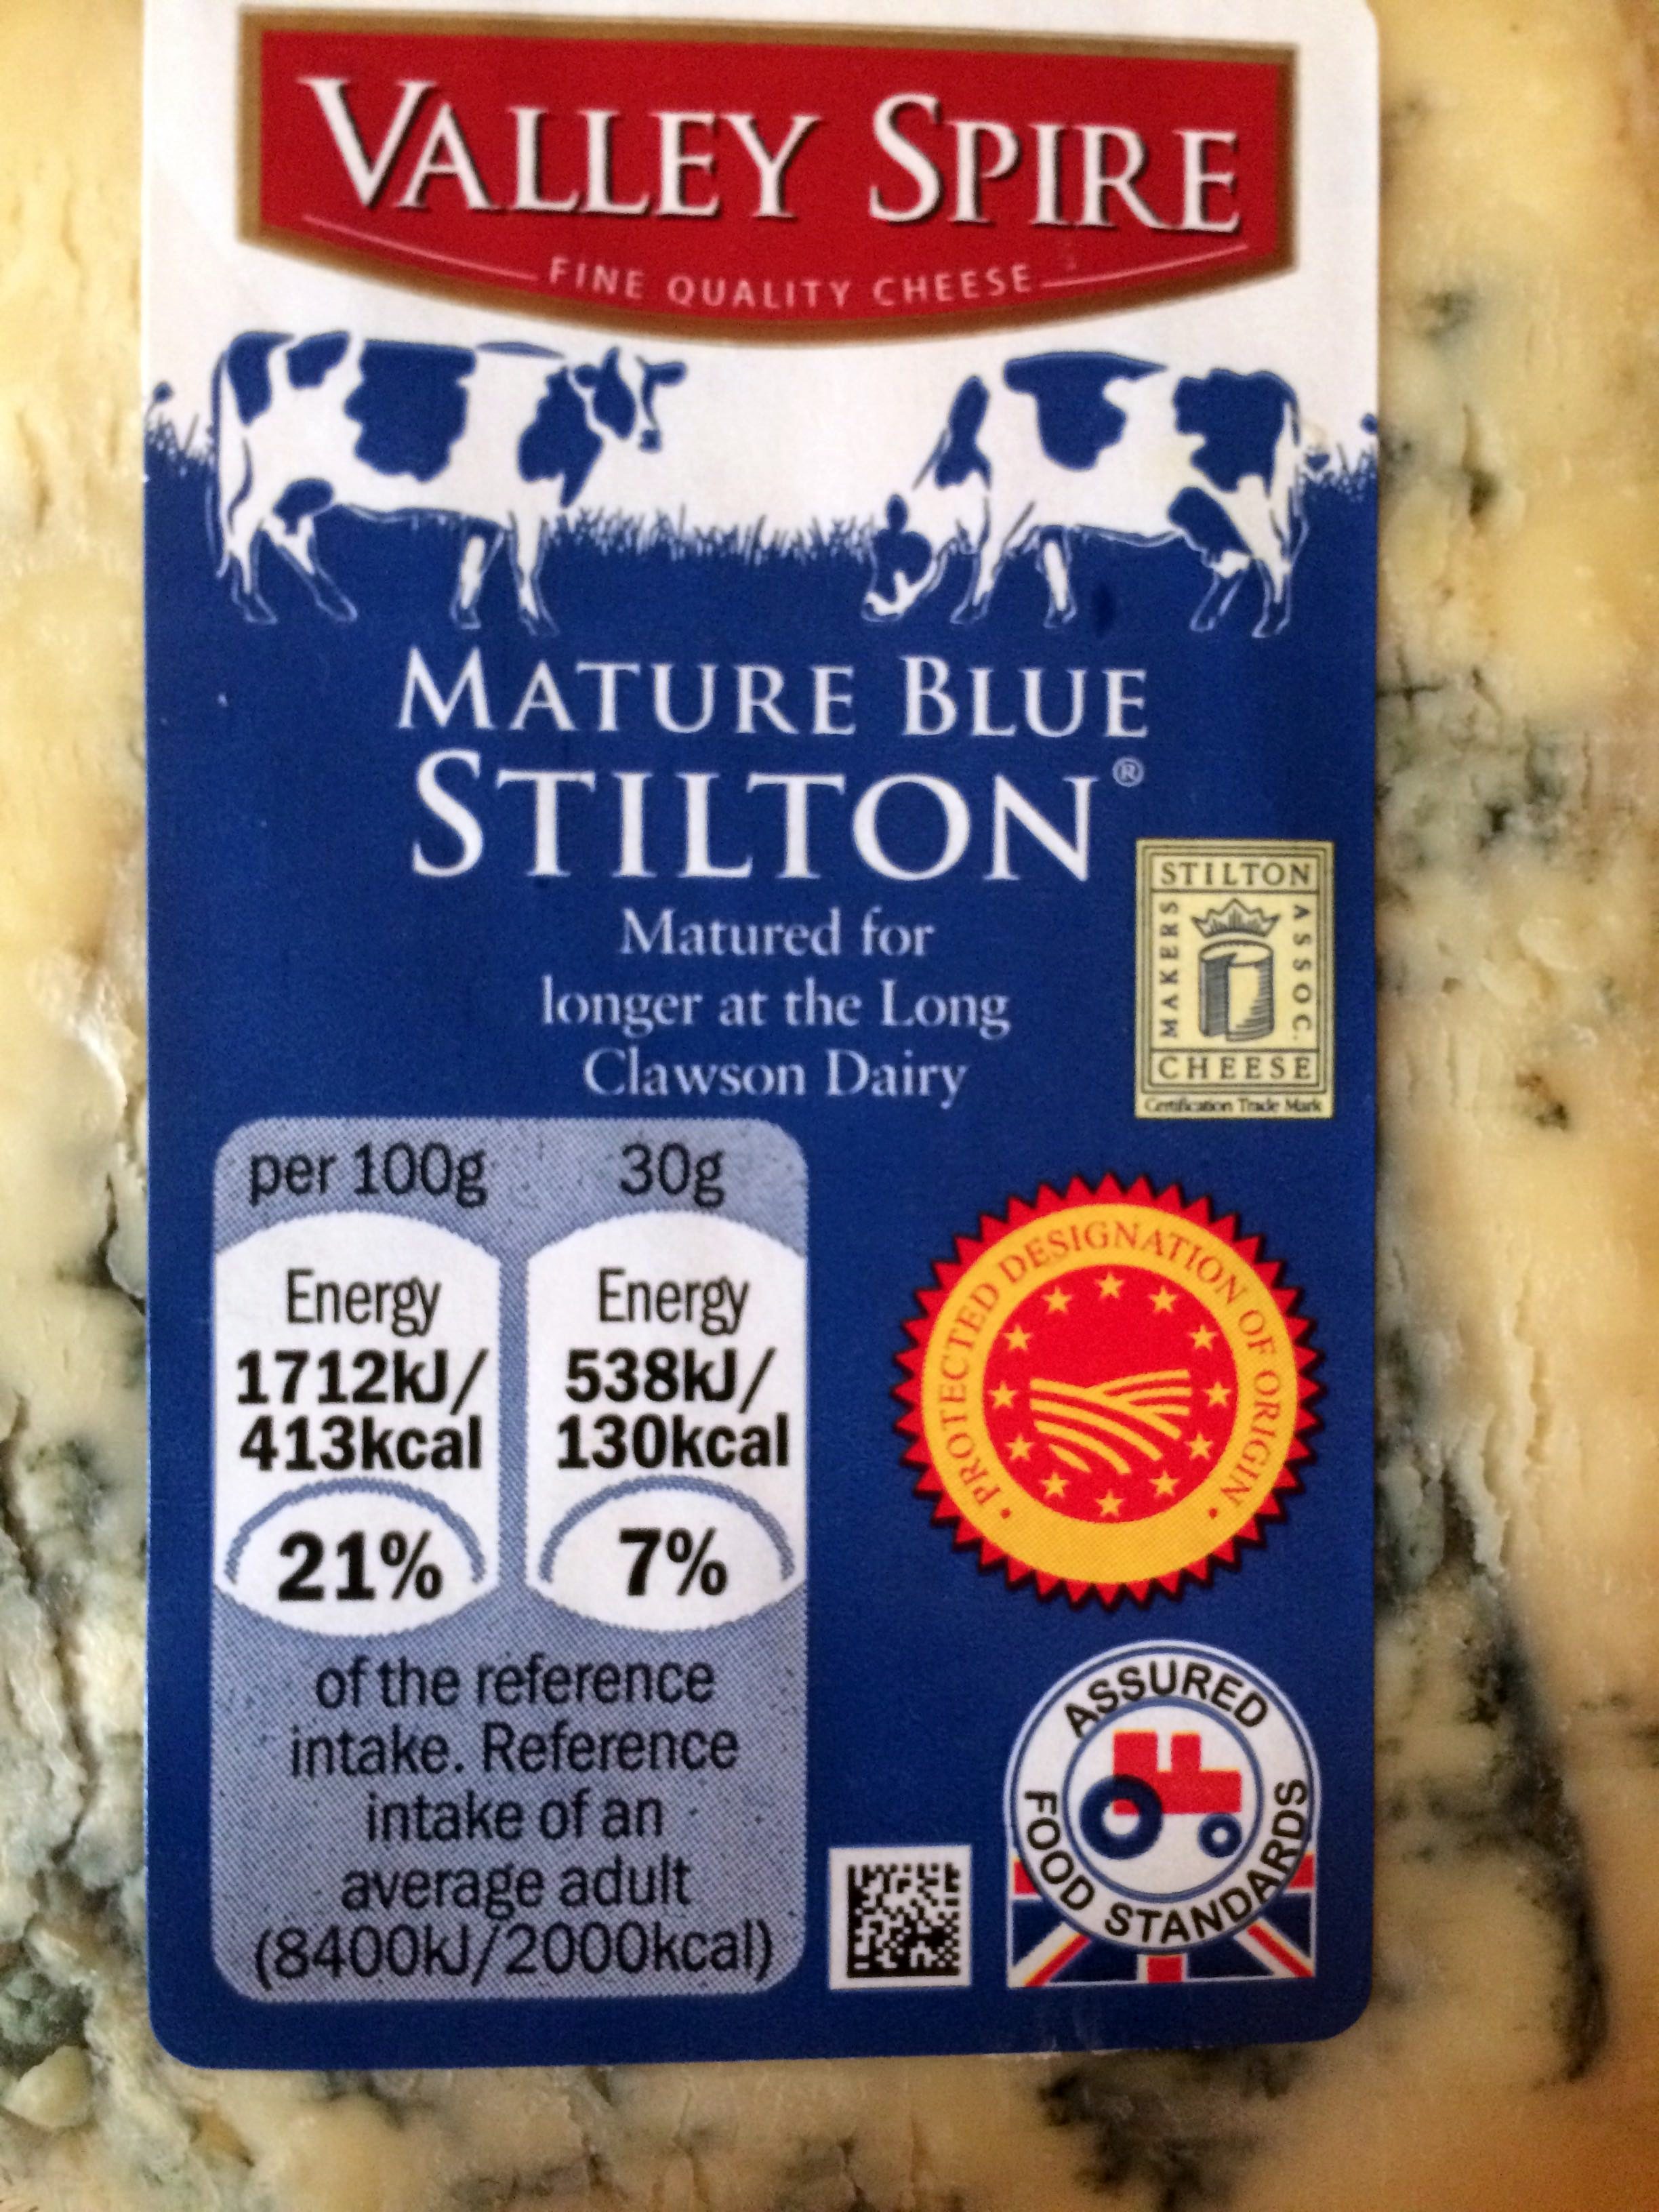 VALLEY SPIRE
FINE QUALITY CHEESE
MATURE BLUE
STILTON®
Matured for
longer at the Long
Clawson Dairy
STILTON
MAKERS
ASSOC.
CHEESE
Certification Trade Mark
per 100g 30g
Energy Energy
1712kJ/ 538kJ/
413kcal 130kcal
21% 7%
of the reference
intake. Reference
intake of an
average adult
(8400kJ/2000kcal)
• PROTECTED DESIGNATION OF ORIGIN •
ASSURED
FOOD STANDARDS